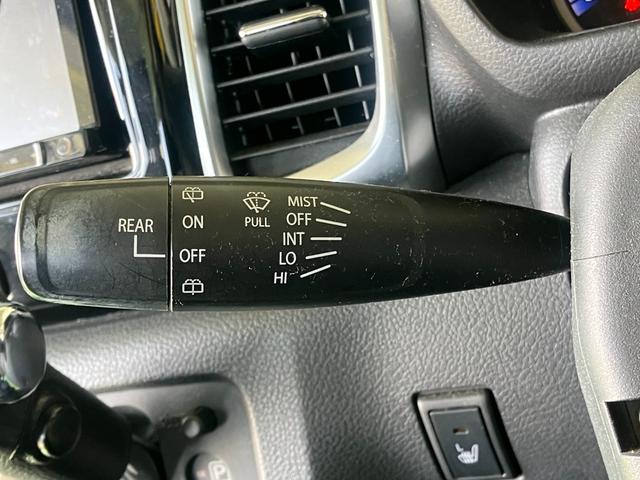 REAR
ON
OFF
PULL
MIST
OFF
INT
LO
HI
P